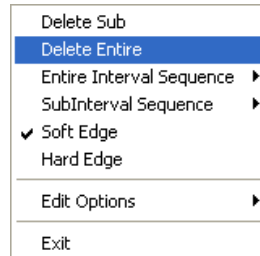 Delete Sub
Delete Entire
Entire Interval Sequence
SubInterval Sequence
Soft Edge
Hard Edge
Edit Options
Exit